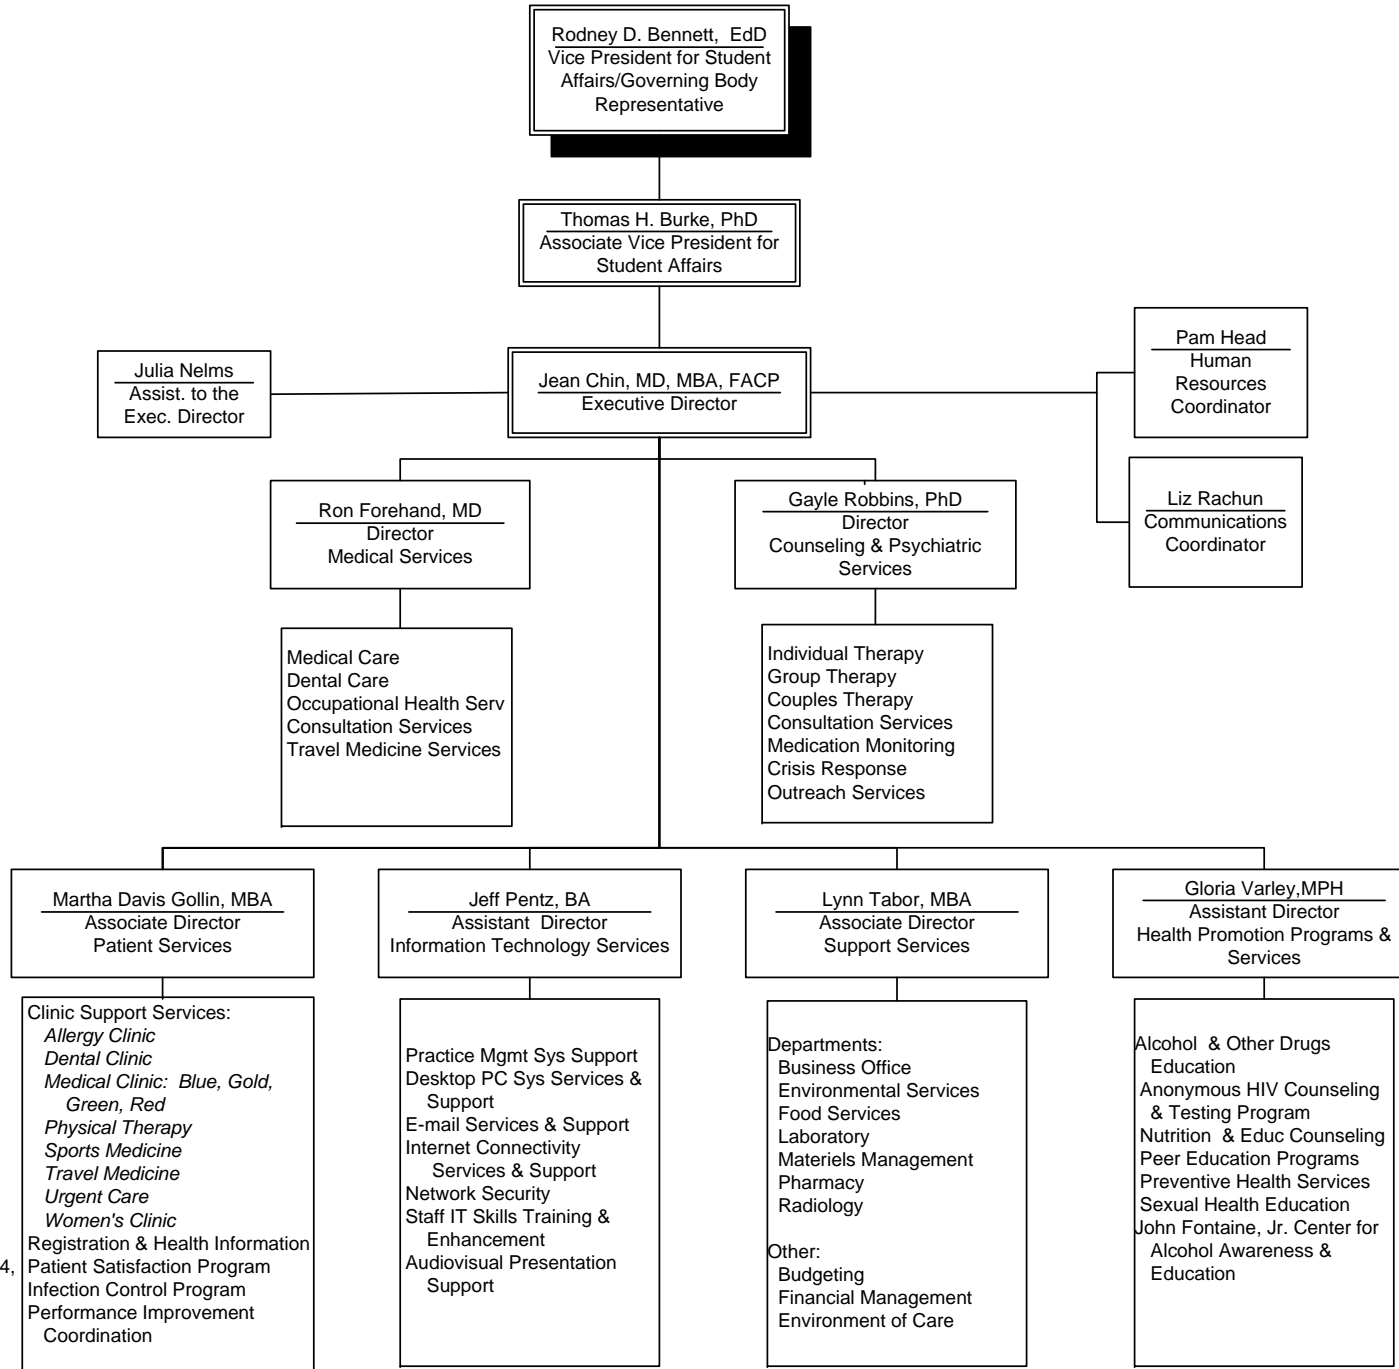 Rodney D. Bennett, EdD
Vice President for Student
Affairs/Governing Body
Representative
Thomas H. Burke, PhD
Associate Vice President for
Student Affairs
Julia Nelms
Assist. to the
Exec. Director
Jean Chin, MD, MBA, FACP
Executive Director
Pam Head
Human
Resources
Coordinator
Liz Rachun
Communications
Coordinator
Ron Forehand, MD
Director
Medical Services
Gayle Robbins, PhD
Director
Counseling & Psychiatric
Services
Medical Care
Dental Care
Occupational Health Serv
Consultation Services
Travel Medicine Services
Individual Therapy
Group Therapy
Couples Therapy
Consultation Services
Medication Monitoring
Crisis Response
Outreach Services
Martha Davis Gollin, MBA
Associate Director
Patient Services
Jeff Pentz, BA
Assistant Director
Information Technology Services
Lynn Tabor, MBA
Associate Director
Support Services
Gloria Varley,MPH
Assistant Director
Health Promotion Programs &
Services
Clinic Support Services:
Allergy Clinic
Dental Clinic
Medical Clinic: Blue, Gold,
Green, Red
Physical Therapy
Sports Medicine
Travel Medicine
Urgent Care
Women's Clinic
Registration & Health Information
4,
Patient Satisfaction Program
Infection Control Program
Performance Improvement
Coordination
Practice Mgmt Sys Support
Desktop PC Sys Services &
Support
E-mail Services & Support
Internet Connectivity
Services & Support
Network Security
Staff IT Skills Training &
Enhancement
Audiovisual Presentation
Support
Departments:
Business Office
Environmental Services
Food Services
Laboratory
Materiels Management
Pharmacy
Radiology
Other:
Budgeting
Financial Management
Environment of Care
Alcohol & Other Drugs
Education
Anonymous HIV Counseling
& Testing Program
Nutrition & Educ Counseling
Peer Education Programs
Preventive Health Services
Sexual Health Education
John Fontaine, Jr. Center for
Alcohol Awareness &
Education